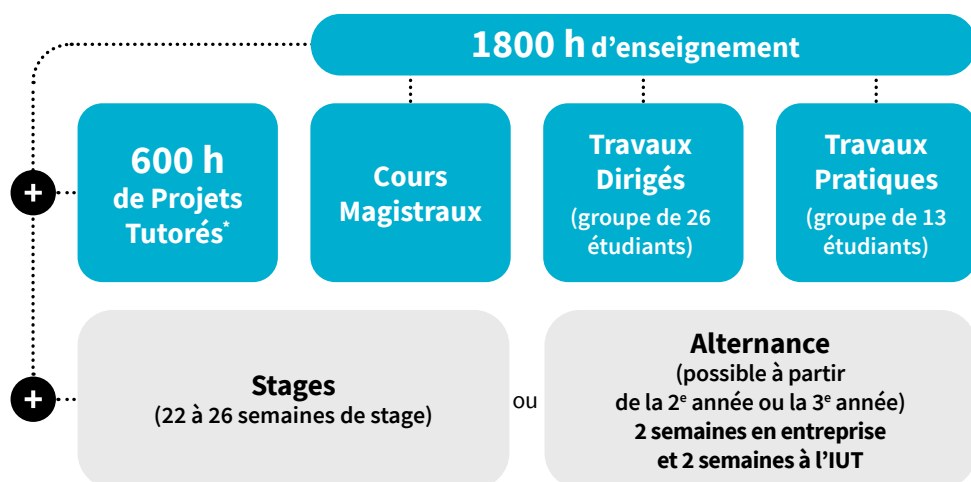 1800 h d'enseignement
600 h
de Projets
Tutorés*
Cours
Magistraux
Travaux
Dirigés
(groupe de 26
étudiants)
Travaux
Pratiques
(groupe de 13
étudiants)
+
Stages
(22 à 26 semaines de stage)
ou
Alternance
(possible à partir
de la 2e année ou la 3e année)
2 semaines en entreprise
et 2 semaines à l'IUT
+